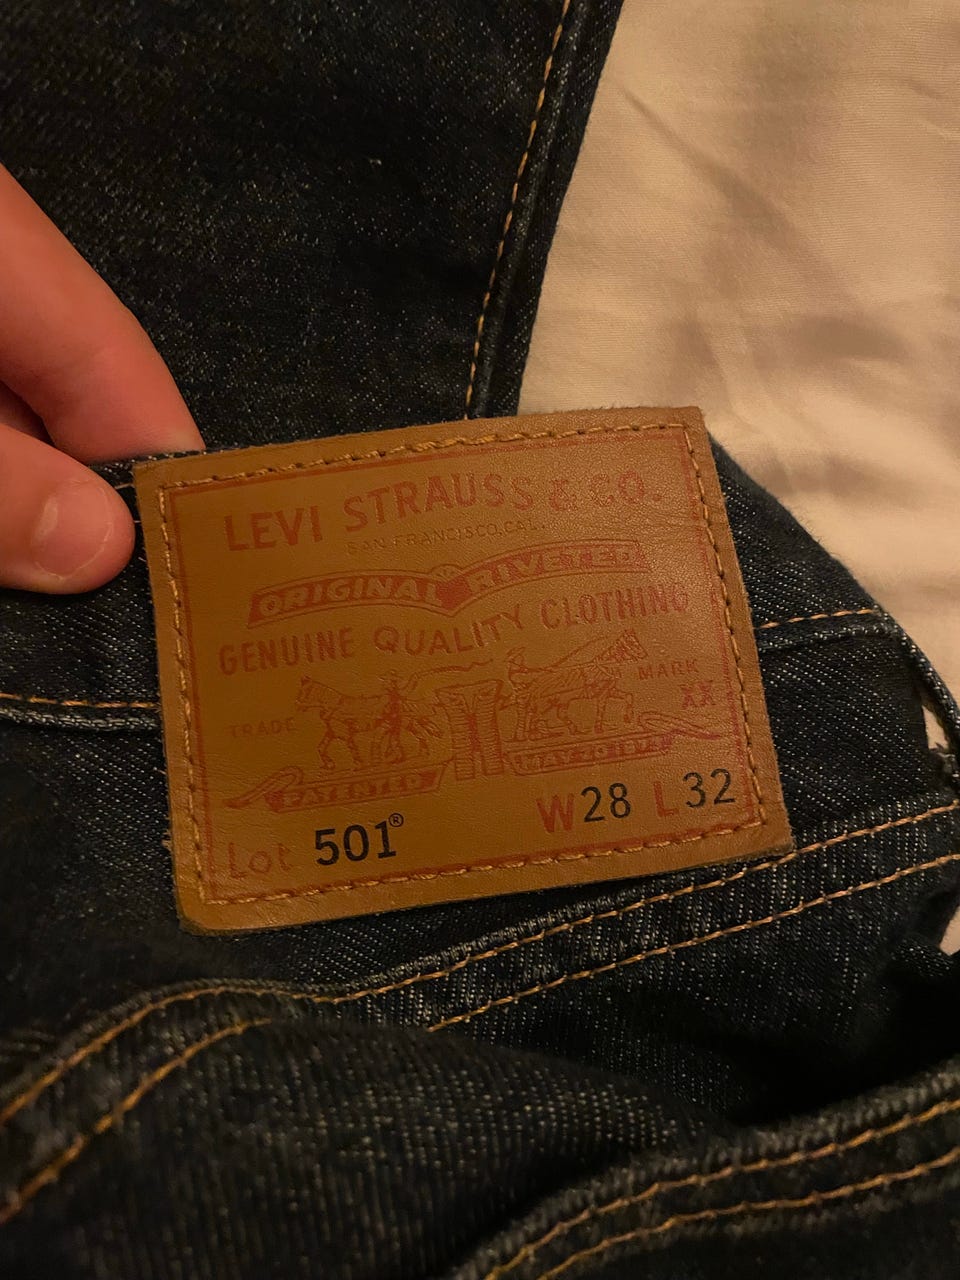 LEVI STRAUSS & CO.
SAN FRANCISCO, CAL.
ORIGINAL RIVETED
GENUINE QUALITY CLOTHING
TRADE MARK
XX
PATENTED MAY 20 1873
Lot 501® W28 L32